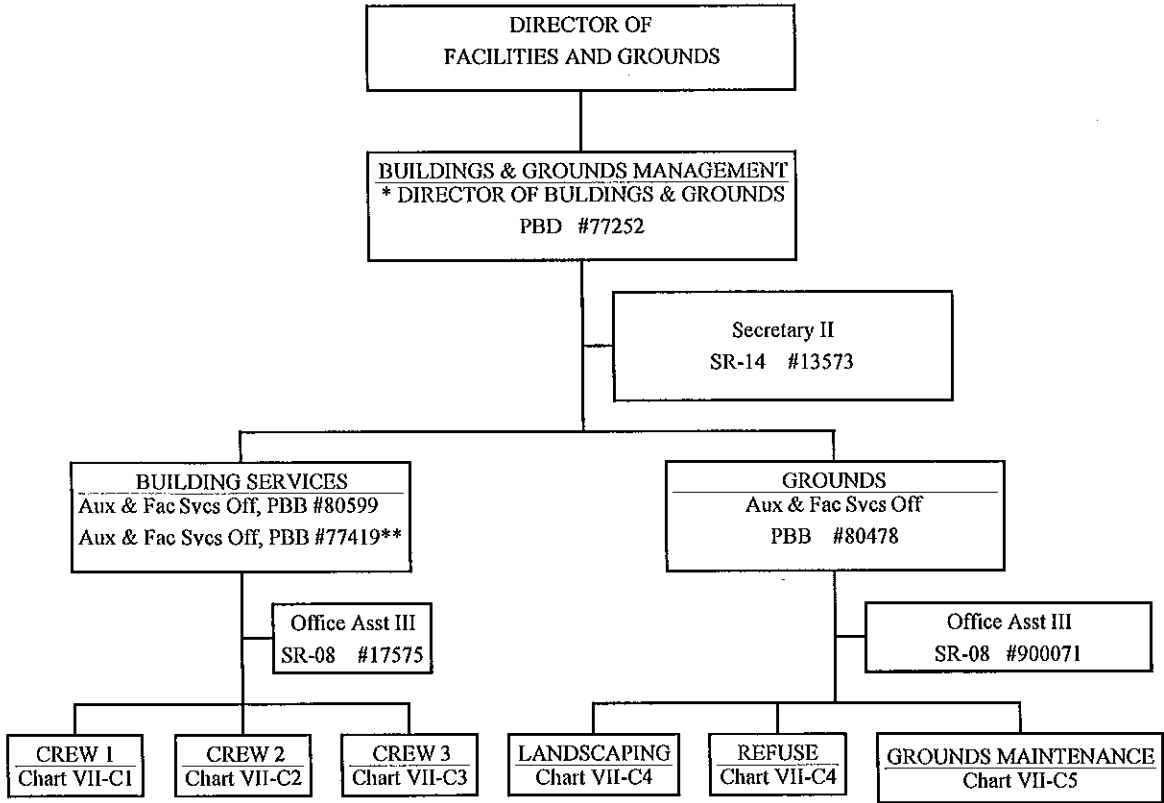 DIRECTOR OF
FACILITIES AND GROUNDS
BUILDINGS & GROUNDS MANAGEMENT
* DIRECTOR OF BULDINGS & GROUNDS
PBD #77252
Secretary II
SR-14 #13573
BUILDING SERVICES
Aux & Fac Svcs Off, PBB #80599
Aux & Fac Svcs Off, PBB #77419**
GROUNDS
Aux & Fac Svcs Off
PBB #80478
Office Asst III
SR-08 #17575
Office Asst III
SR-08 #900071
CREW 1
Chart VII-C1
CREW 2
Chart VII-C2
CREW 3
Chart VII-C3
LANDSCAPING
Chart VII-C4
REFUSE
Chart VII-C4
GROUNDS MAINTENANCE
Chart VII-C5